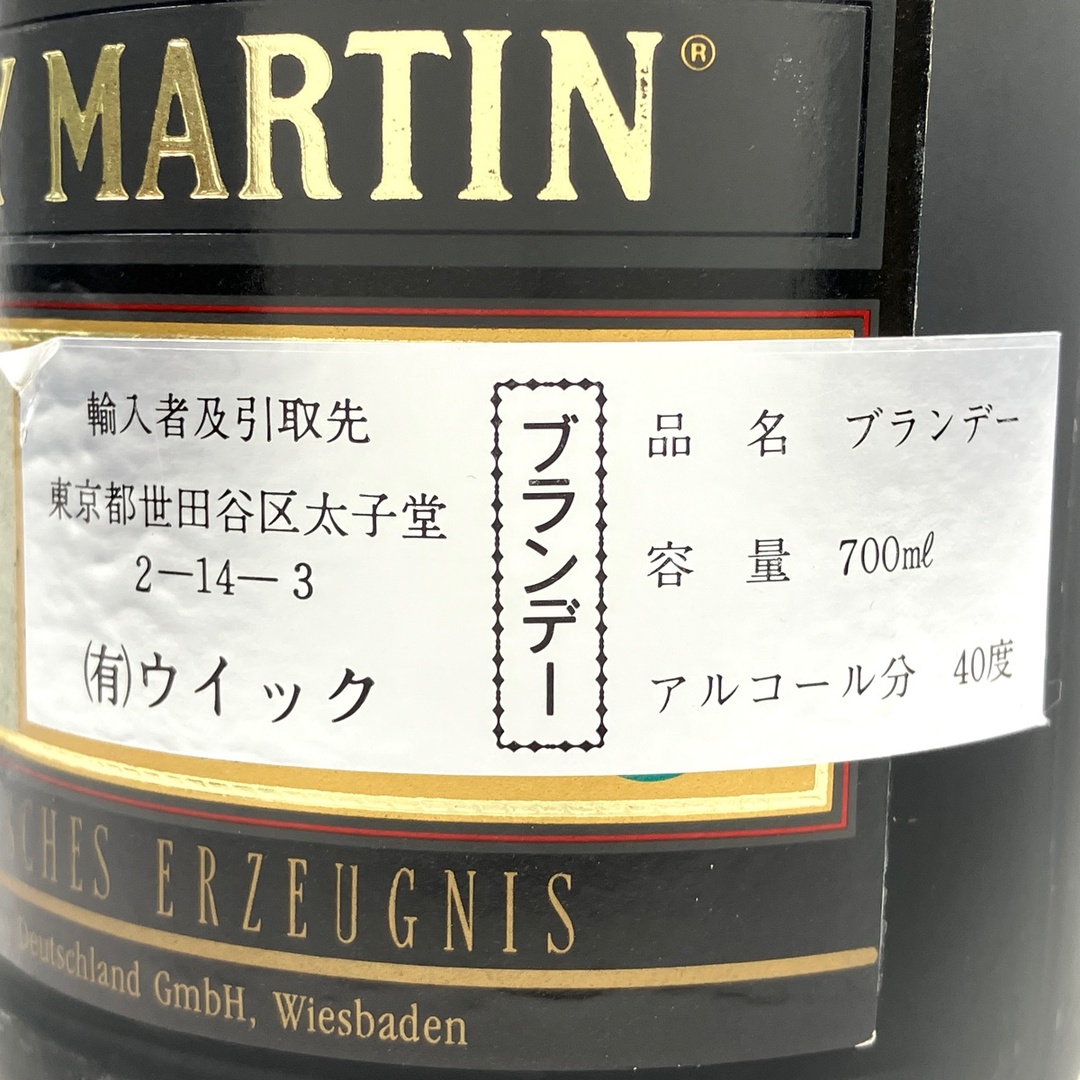 Y MARTIN®
輸入者及引取先
東京都世田谷区太子堂
2-14-3
㈲ウイック
ブランデー
品 名 ブランデー
容 量 700mℓ
アルコール分 40度
SCHES ERZEUGNIS
Deutschland GmbH, Wiesbaden